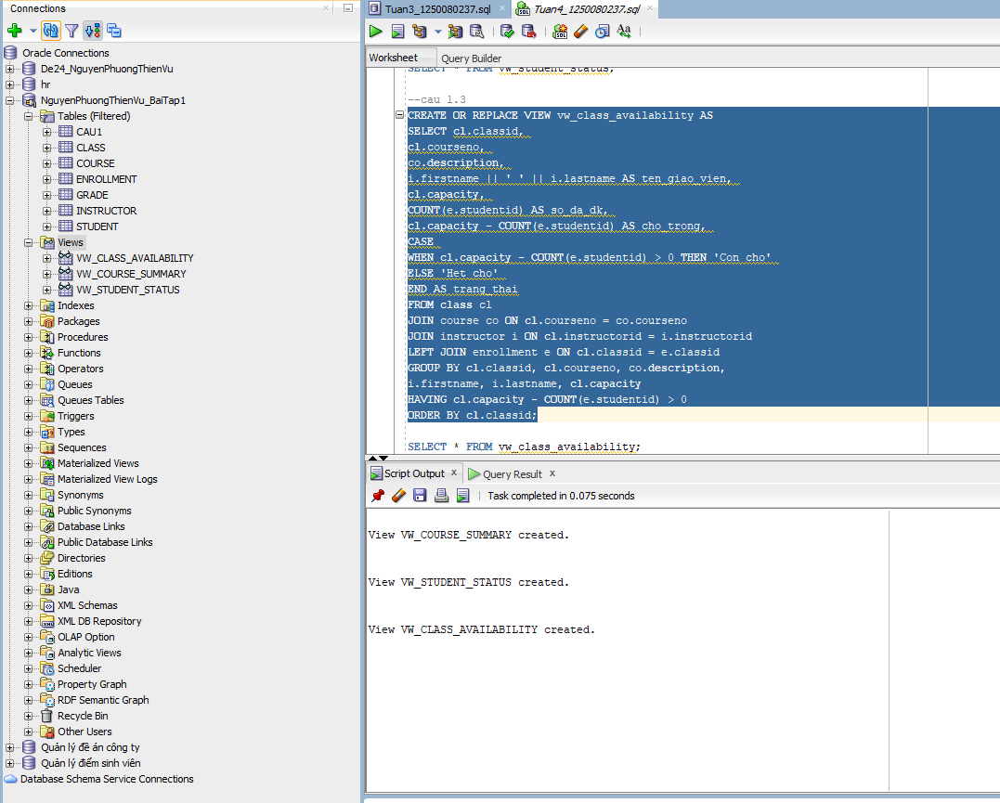 Connections
Oracle Connections
De24_NguyenPhuongThienVu
hr
NguyenPhuongThienVu_BaiTap1
Tables (Filtered)
CAU1
CLASS
COURSE
ENROLLMENT
GRADE
INSTRUCTOR
STUDENT
Views
VW_CLASS_AVAILABILITY
VW_COURSE_SUMMARY
VW_STUDENT_STATUS
Indexes
Packages
Procedures
Functions
Operators
Queues
Queues Tables
Triggers
Types
Sequences
Materialized Views
Materialized View Logs
Synonyms
Public Synonyms
Database Links
Public Database Links
Directories
Editions
Java
XML Schemas
XML DB Repository
OLAP Option
Analytic Views
Scheduler
Property Graph
RDF Semantic Graph
Recycle Bin
Other Users
Quản lý đề án công ty
Quản lý điểm sinh viên
Database Schema Service Connections
Tuan3_1250080237.sql
Tuan4_1250080237.sql
Aa
Worksheet
Query Builder
SELECT * FROM vw_student_status;
--cau 1.3
CREATE OR REPLACE VIEW vw_class_availability AS
SELECT cl.classid,
cl.courseno,
co.description,
i.firstname || ' ' || i.lastname AS ten_giao_vien,
cl.capacity,
COUNT(e.studentid) AS so_da_dk,
cl.capacity - COUNT(e.studentid) AS cho_trong,
CASE
WHEN cl.capacity - COUNT(e.studentid) > 0 THEN 'Con cho'
ELSE 'Het cho'
END AS trang_thai
FROM class cl
JOIN course co ON cl.courseno = co.courseno
JOIN instructor i ON cl.instructorid = i.instructorid
LEFT JOIN enrollment e ON cl.classid = e.classid
GROUP BY cl.classid, cl.courseno, co.description,
i.firstname, i.lastname, cl.capacity
HAVING cl.capacity - COUNT(e.studentid) > 0
ORDER BY cl.classid;
SELECT * FROM vw_class_availability;
Script Output
Query Result
Task completed in 0.075 seconds
View VW_COURSE_SUMMARY created.
View VW_STUDENT_STATUS created.
View VW_CLASS_AVAILABILITY created.